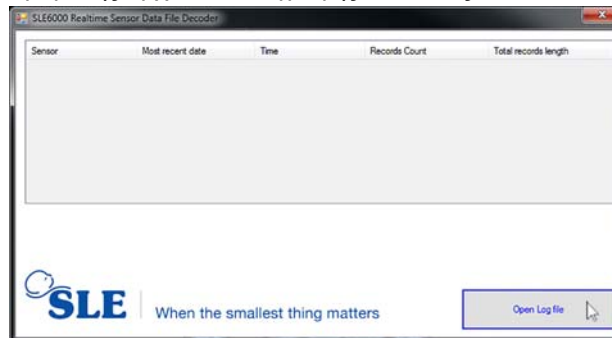 SLE6000 Realtime Sensor Data File Decoder
Sensor Most recent date Time Records Count Total records length
SLE When the smallest thing matters
Open Log file